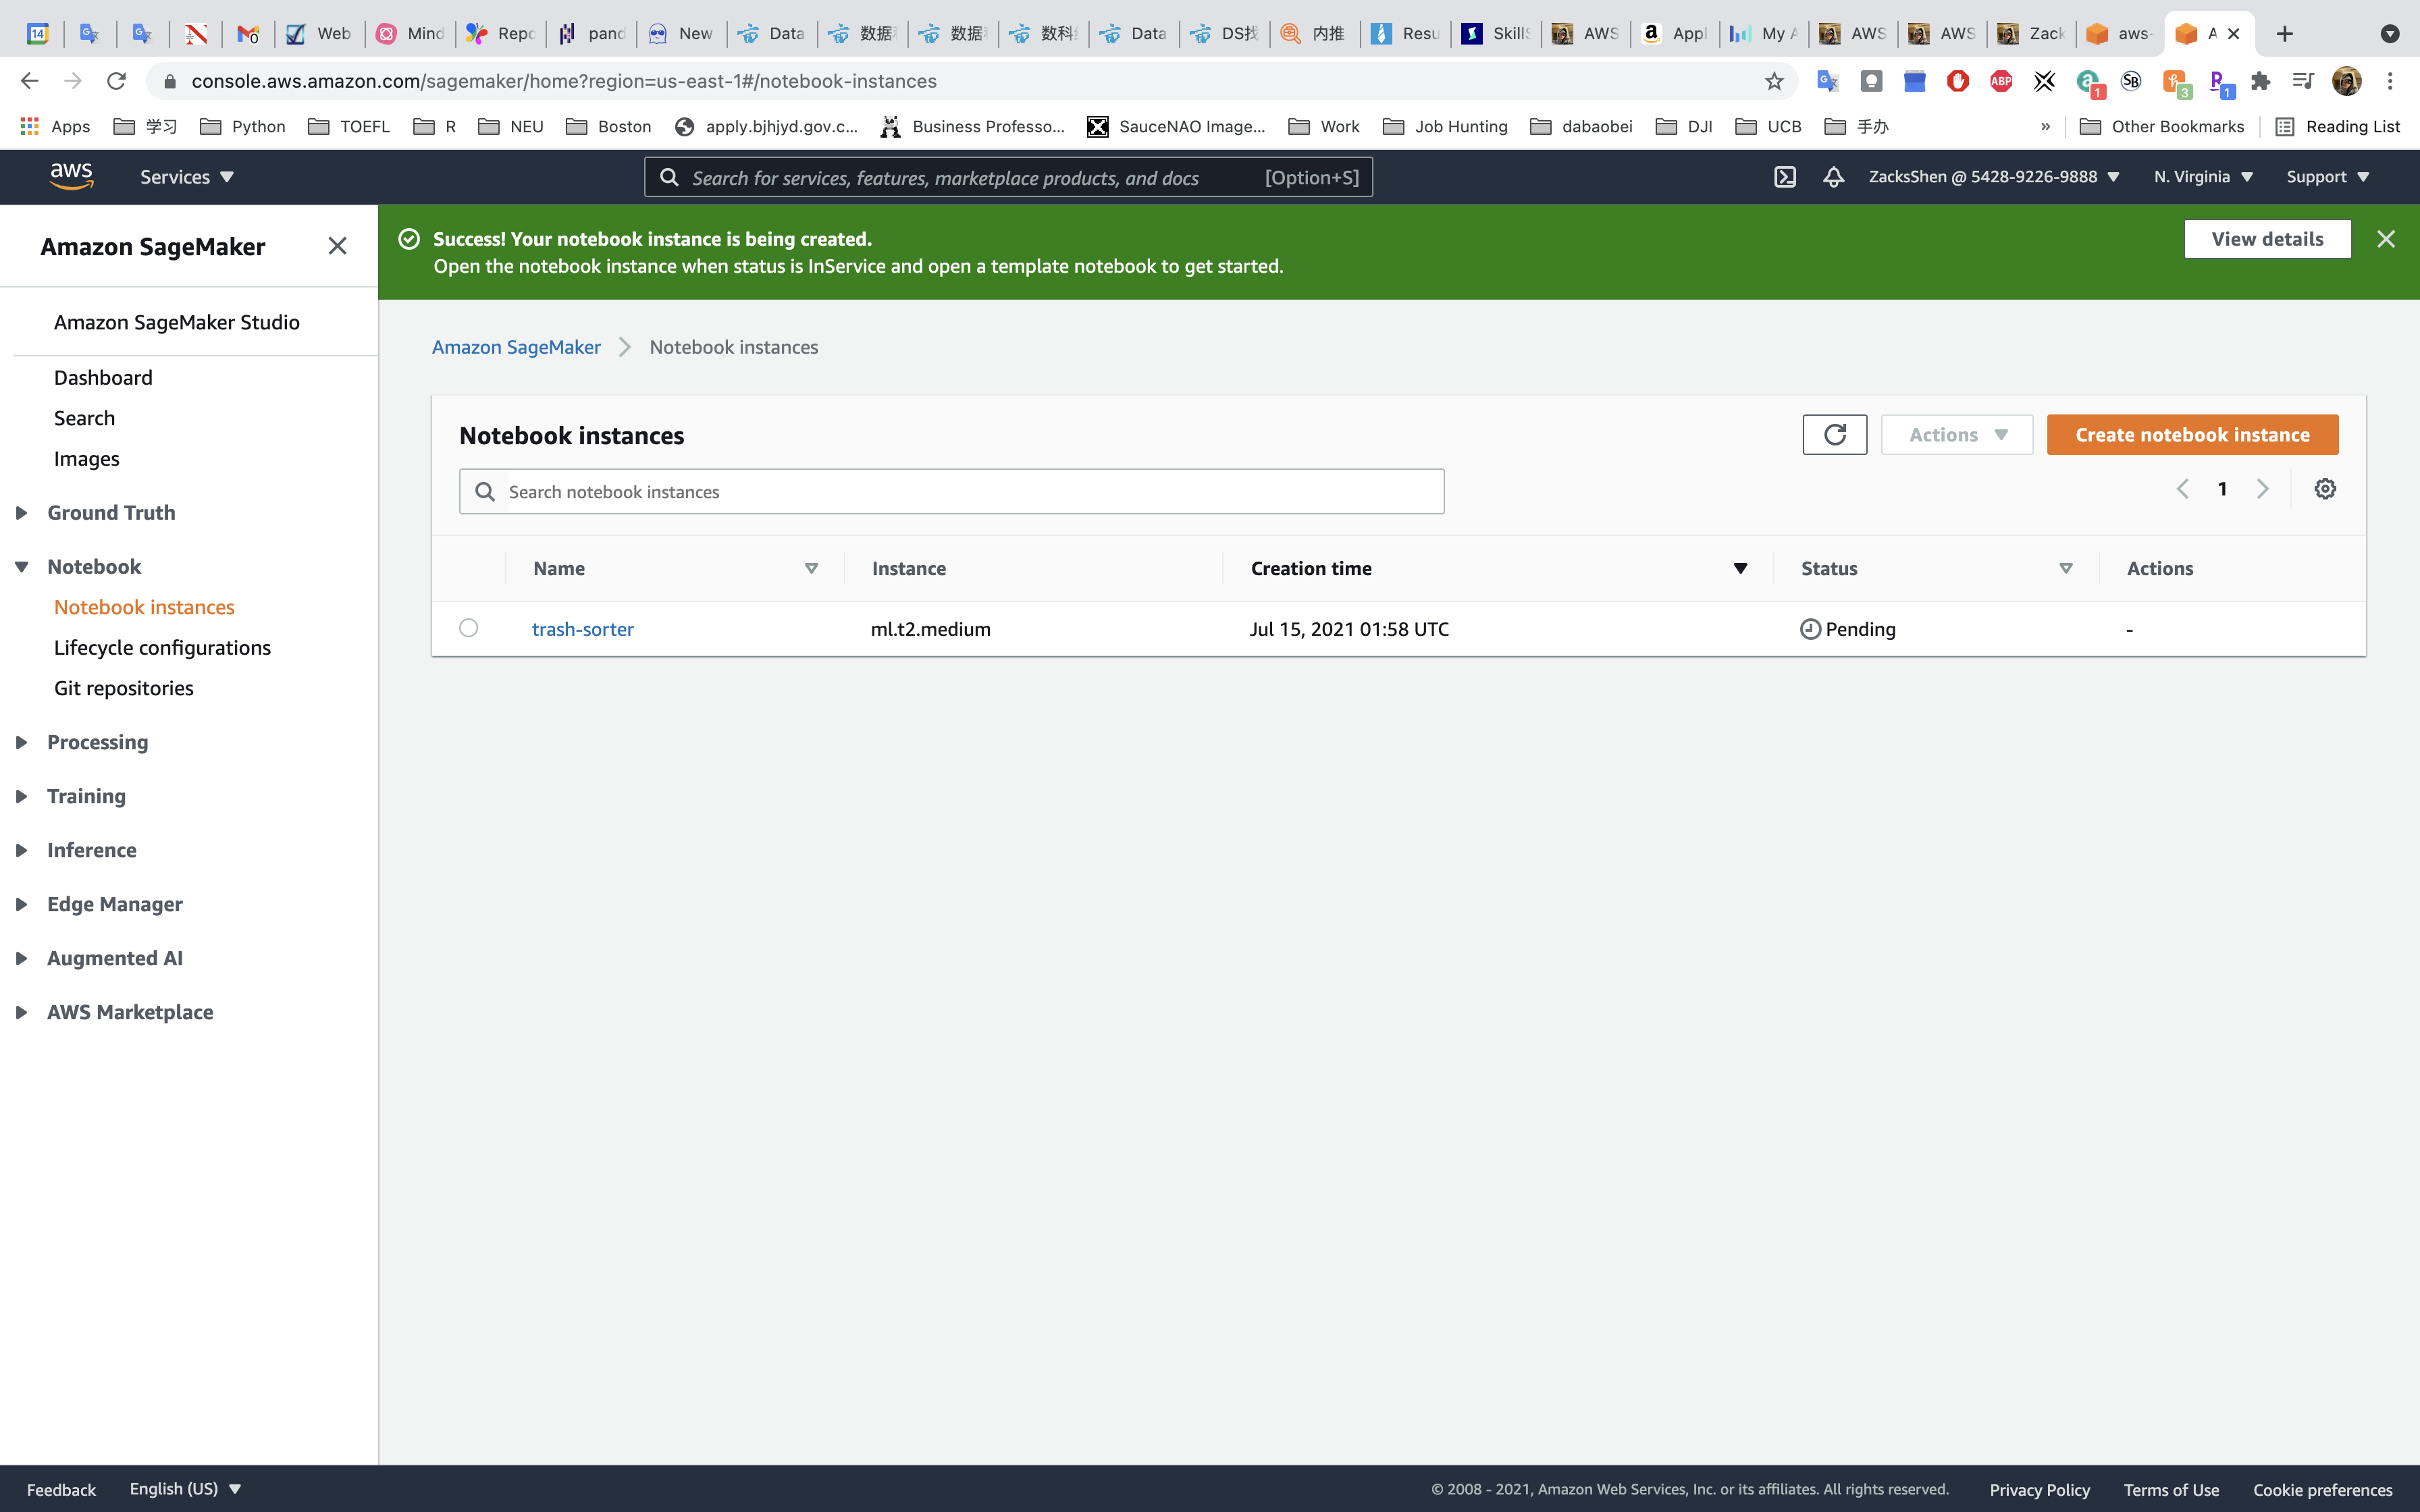 14 Web Mind Repo pand New Data 数据 数据 数科 Data DS找 内推 Resu Skills AWS Appl My A AWS AWS Zack aws- A
console.aws.amazon.com/sagemaker/home?region=us-east-1#/notebook-instances ABP 1 SB 3 1
Apps 学习 Python TOEFL R NEU Boston apply.bjhjyd.gov.c... Business Professo... SauceNAO Image... Work Job Hunting dabaobei DJI UCB 手办 » Other Bookmarks Reading List
aws Services Search for services, features, marketplace products, and docs [Option+S] ZacksShen @ 5428-9226-9888 N. Virginia Support
Amazon SageMaker
Success! Your notebook instance is being created.
Open the notebook instance when status is InService and open a template notebook to get started.
View details
Amazon SageMaker Studio
Dashboard
Search
Images
Ground Truth
Notebook
Notebook instances
Lifecycle configurations
Git repositories
Processing
Training
Inference
Edge Manager
Augmented AI
AWS Marketplace
Amazon SageMaker Notebook instances
Notebook instances
Actions
Create notebook instance
Search notebook instances
1
Name Instance Creation time Status Actions
trash-sorter ml.t2.medium Jul 15, 2021 01:58 UTC Pending -
Feedback English (US) © 2008 - 2021, Amazon Web Services, Inc. or its affiliates. All rights reserved. Privacy Policy Terms of Use Cookie preferences